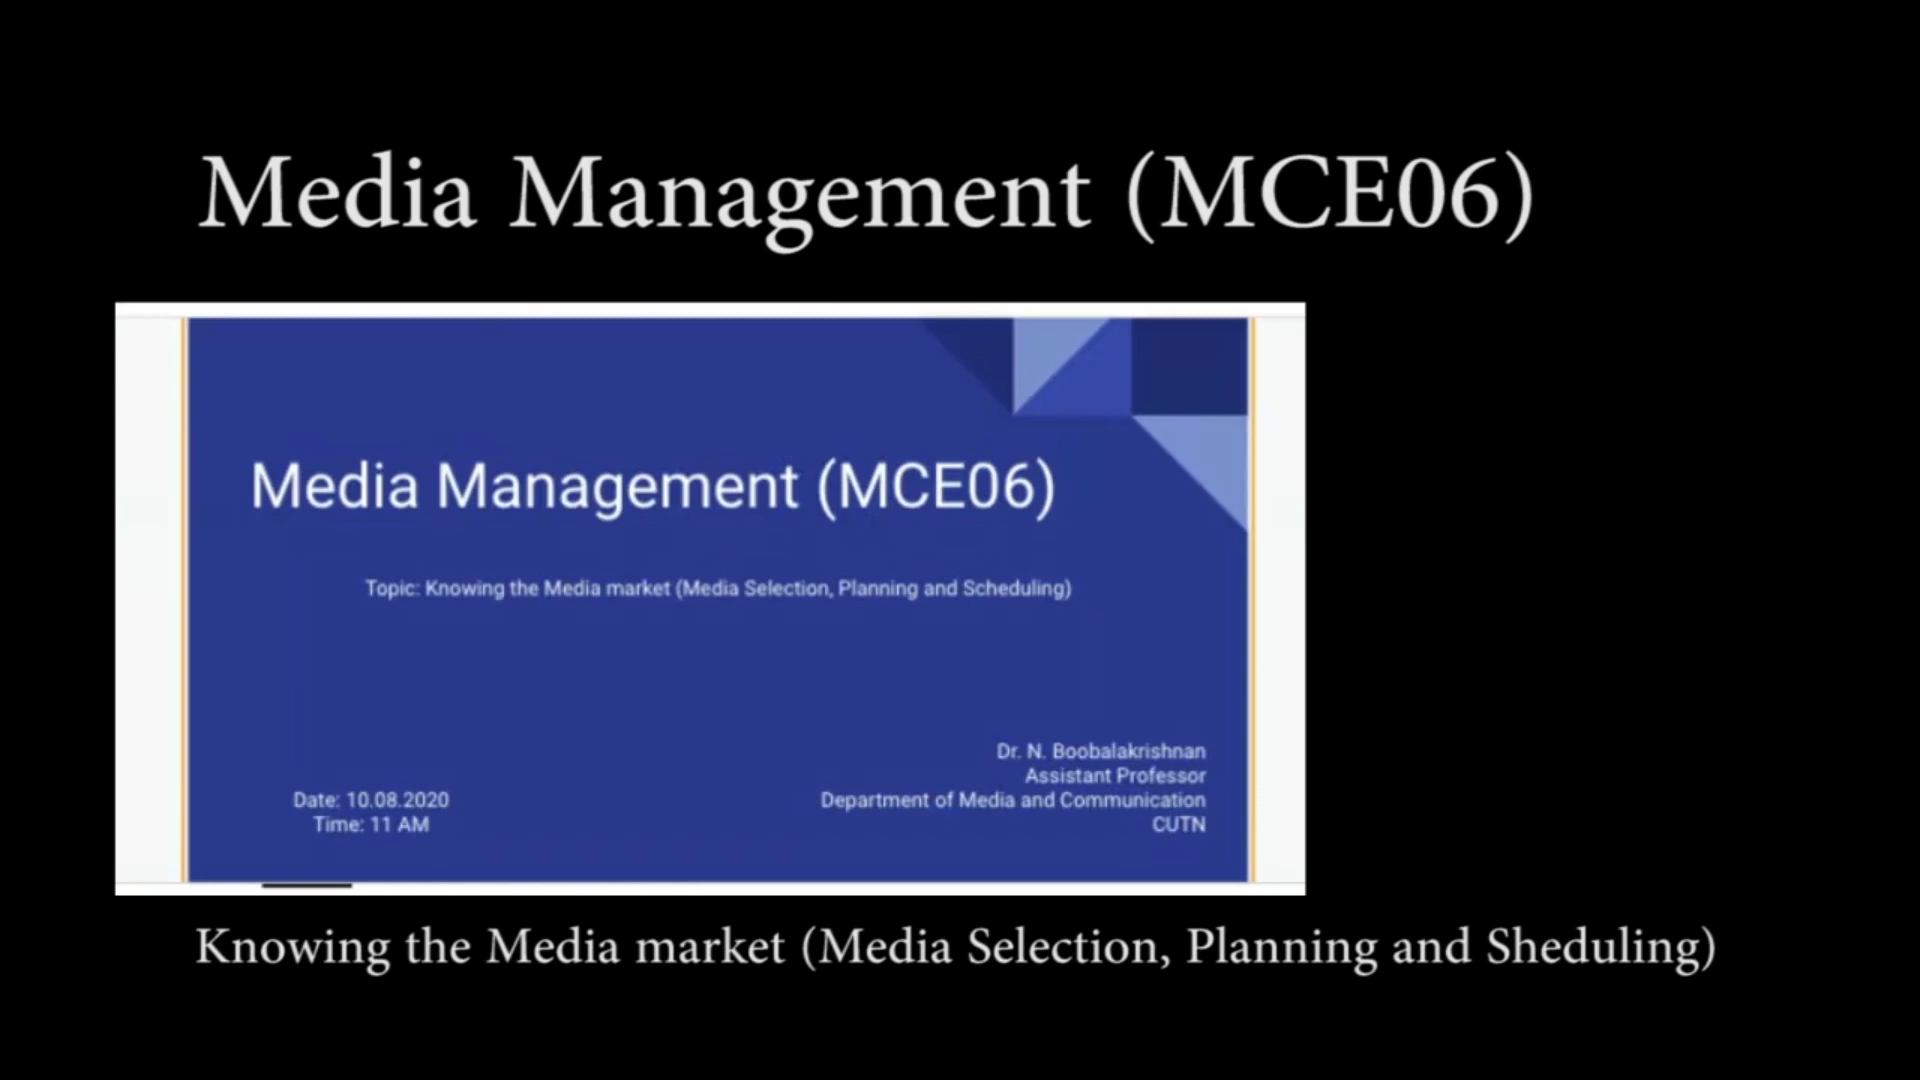 Media Management (MCE06)
Media Management (MCE06)
Topic: Knowing the Media market (Media Selection, Planning and Scheduling)
Dr. N. Boobalakrishnan
Assistant Professor
Department of Media and Communication
CUTN
Date: 10.08.2020
Time: 11 AM
Knowing the Media market (Media Selection, Planning and Sheduling)